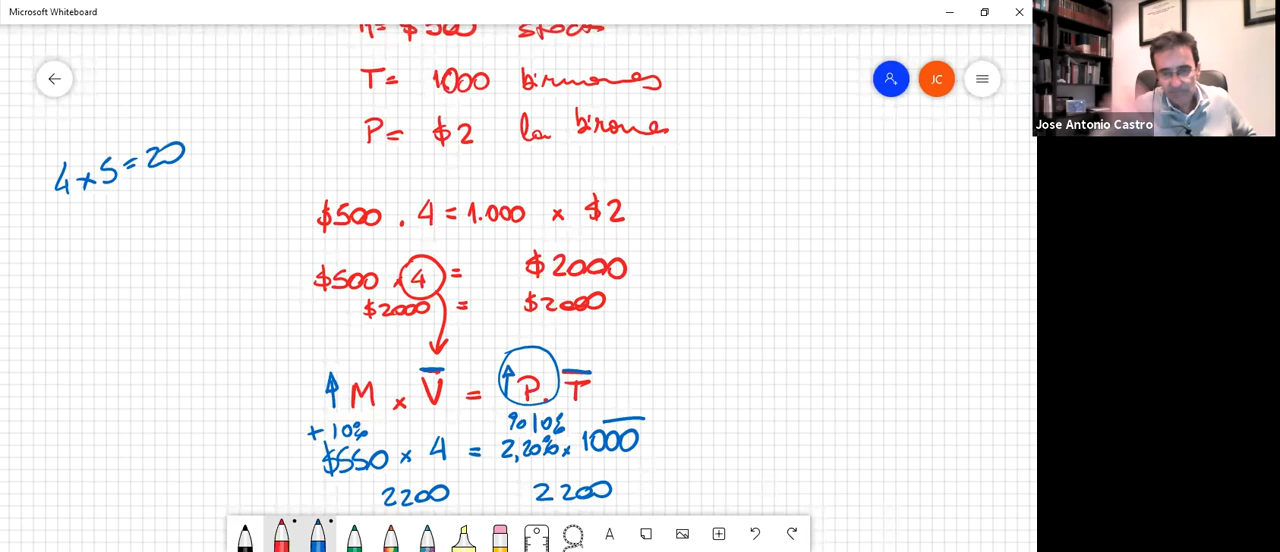 Microsoft Whiteboard
M= $500
T= 1000 biromes
P= $2 la birome
JC
Jose Antonio Castro
4 x 5 = 20
$500 . 4 = 1.000 x $2
$500 x 4 = $2000
$2000 = $2000
M x V = P. T
+ 10% % 10%
$550 x 4 = 2,20% x 1000
2200 2200
A